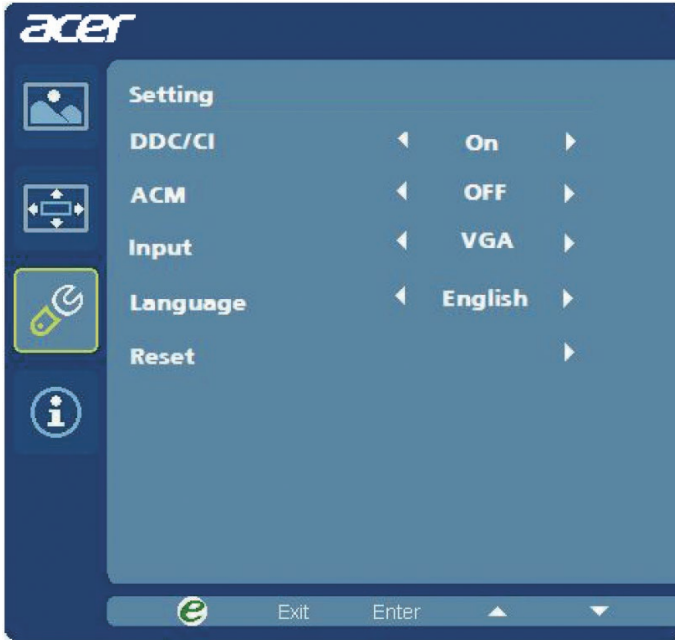 acer
Setting
DDC/CI On
ACM OFF
Input VGA
Language English
Reset
e Exit Enter